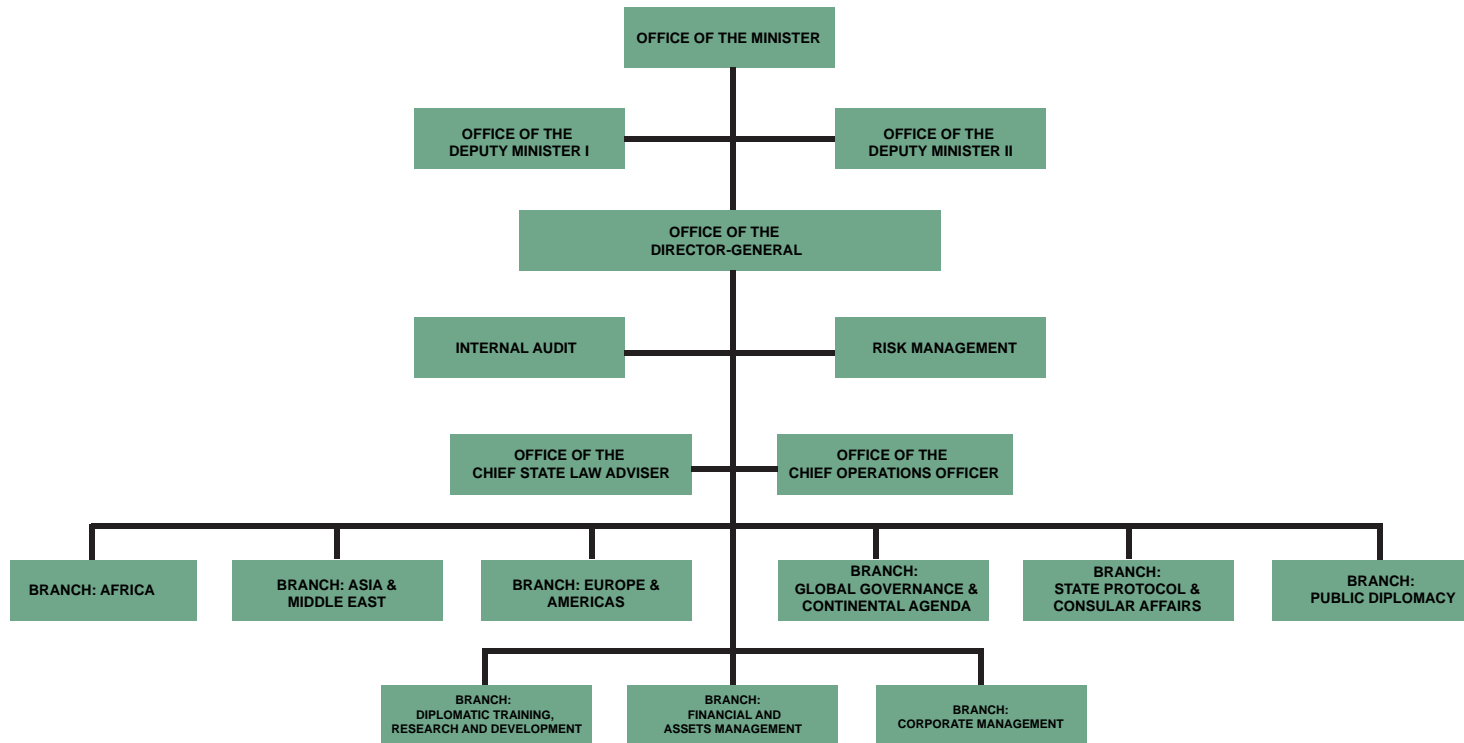 OFFICE OF THE MINISTER
OFFICE OF THE
DEPUTY MINISTER I
OFFICE OF THE
DEPUTY MINISTER II
OFFICE OF THE
DIRECTOR-GENERAL
INTERNAL AUDIT
RISK MANAGEMENT
OFFICE OF THE
CHIEF STATE LAW ADVISER
OFFICE OF THE
CHIEF OPERATIONS OFFICER
BRANCH: AFRICA
BRANCH: ASIA &
MIDDLE EAST
BRANCH: EUROPE &
AMERICAS
BRANCH:
GLOBAL GOVERNANCE &
CONTINENTAL AGENDA
BRANCH:
STATE PROTOCOL &
CONSULAR AFFAIRS
BRANCH:
PUBLIC DIPLOMACY
BRANCH:
DIPLOMATIC TRAINING,
RESEARCH AND DEVELOPMENT
BRANCH:
FINANCIAL AND
ASSETS MANAGEMENT
BRANCH:
CORPORATE MANAGEMENT